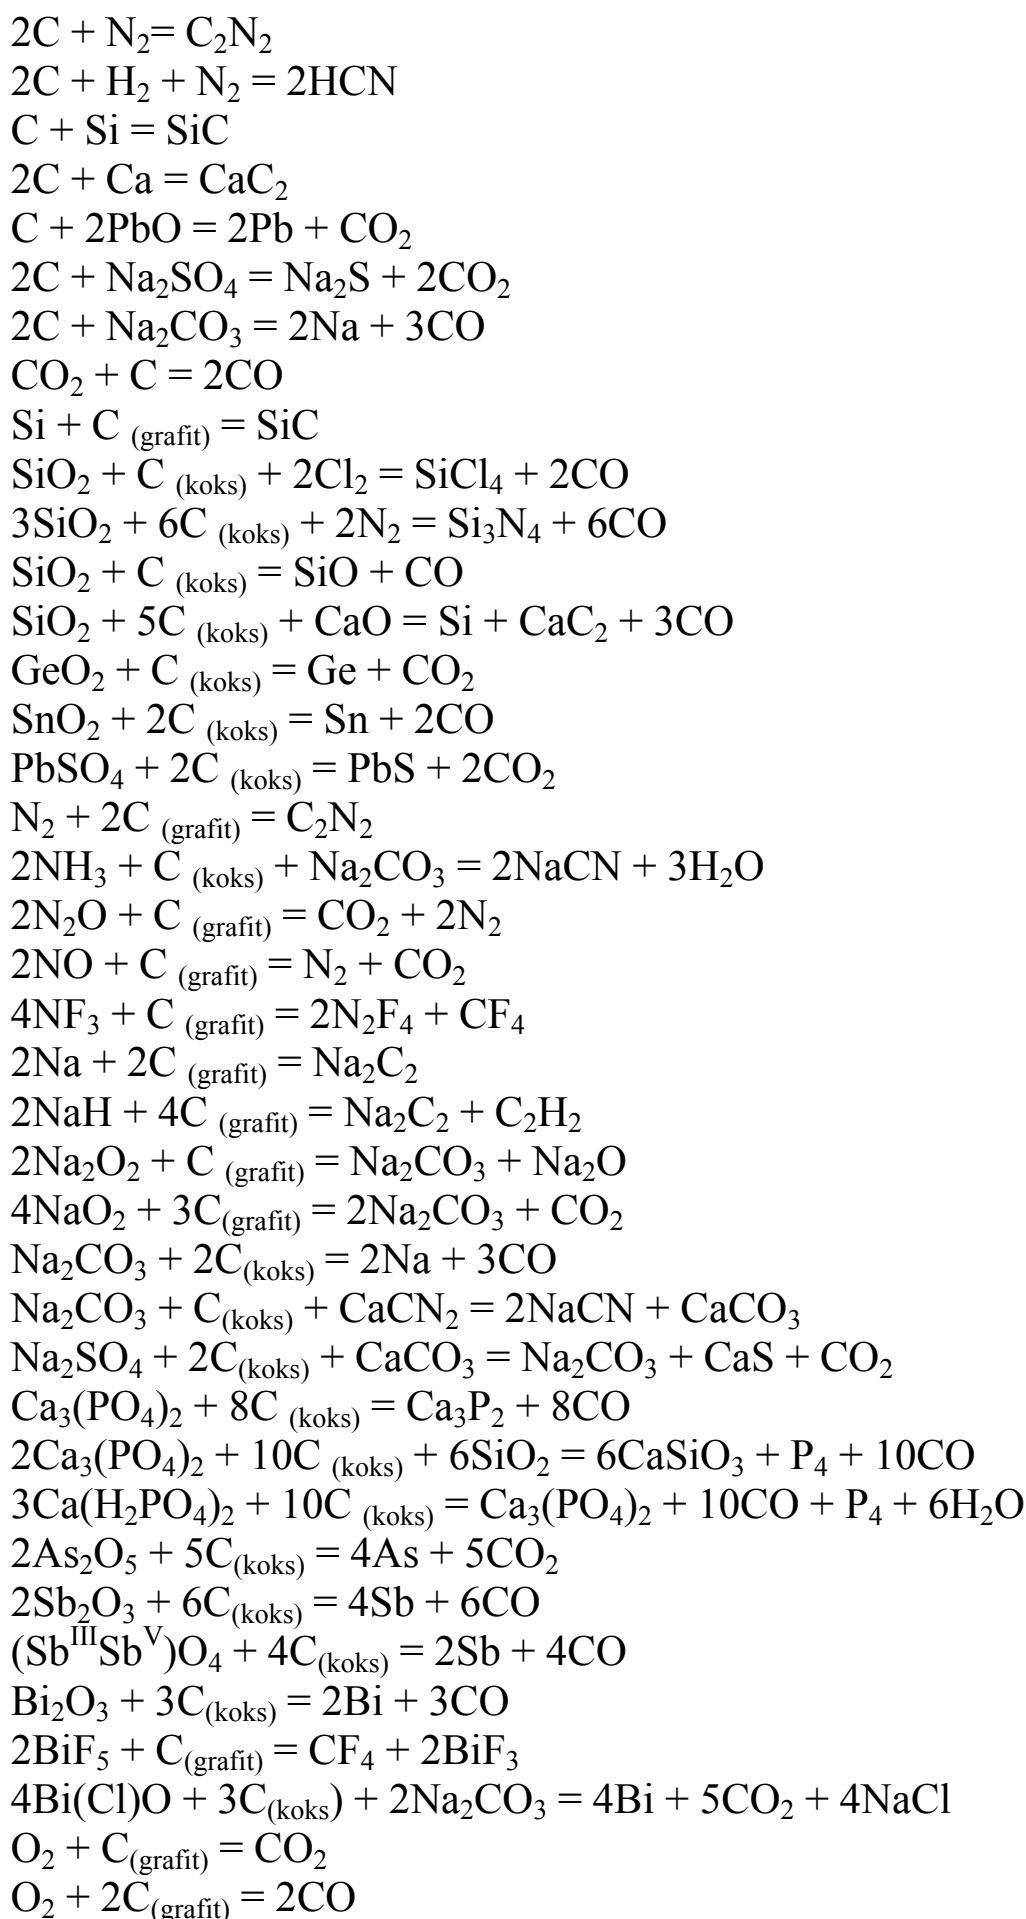 2C + N₂= C₂N₂
2C + H₂ + N₂ = 2HCN
C + Si = SiC
2C + Ca = CaC₂
C + 2PbO = 2Pb + CO₂
2C + Na₂SO₄ = Na₂S + 2CO₂
2C + Na₂CO₃ = 2Na + 3CO
CO₂ + C = 2CO
Si + C (grafit) = SiC
SiO₂ + C (koks) + 2Cl₂ = SiCl₄ + 2CO
3SiO₂ + 6C (koks) + 2N₂ = Si₃N₄ + 6CO
SiO₂ + C (koks) = SiO + CO
SiO₂ + 5C (koks) + CaO = Si + CaC₂ + 3CO
GeO₂ + C (koks) = Ge + CO₂
SnO₂ + 2C (koks) = Sn + 2CO
PbSO₄ + 2C (koks) = PbS + 2CO₂
N₂ + 2C (grafit) = C₂N₂
2NH₃ + C (koks) + Na₂CO₃ = 2NaCN + 3H₂O
2N₂O + C (grafit) = CO₂ + 2N₂
2NO + C (grafit) = N₂ + CO₂
4NF₃ + C (grafit) = 2N₂F₄ + CF₄
2Na + 2C (grafit) = Na₂C₂
2NaH + 4C (grafit) = Na₂C₂ + C₂H₂
2Na₂O₂ + C (grafit) = Na₂CO₃ + Na₂O
4NaO₂ + 3C(grafit) = 2Na₂CO₃ + CO₂
Na₂CO₃ + 2C(koks) = 2Na + 3CO
Na₂CO₃ + C(koks) + CaCN₂ = 2NaCN + CaCO₃
Na₂SO₄ + 2C(koks) + CaCO₃ = Na₂CO₃ + CaS + CO₂
Ca₃(PO₄)₂ + 8C (koks) = Ca₃P₂ + 8CO
2Ca₃(PO₄)₂ + 10C (koks) + 6SiO₂ = 6CaSiO₃ + P₄ + 10CO
3Ca(H₂PO₄)₂ + 10C (koks) = Ca₃(PO₄)₂ + 10CO + P₄ + 6H₂O
2As₂O₅ + 5C(koks) = 4As + 5CO₂
2Sb₂O₃ + 6C(koks) = 4Sb + 6CO
(SbᴵᴵᴵSbⱽ)O₄ + 4C(koks) = 2Sb + 4CO
Bi₂O₃ + 3C(koks) = 2Bi + 3CO
2BiF₅ + C(grafit) = CF₄ + 2BiF₃
4Bi(Cl)O + 3C(koks) + 2Na₂CO₃ = 4Bi + 5CO₂ + 4NaCl
O₂ + C(grafit) = CO₂
O₂ + 2C(grafit) = 2CO